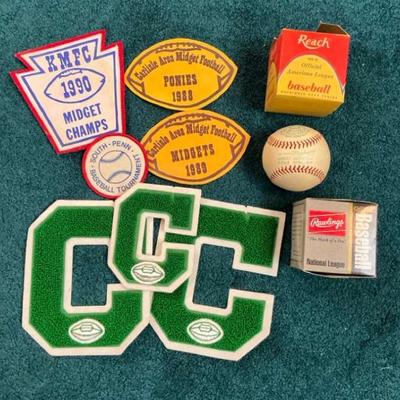 KMFC
1990
MIDGET
CHAMPS
Carlisle Area Midget Football
PONIES
1988
Carlisle Area Midget Football
MIDGETS
1989
SOUTH-PENN
BASEBALL TOURNAMENT
Reach
Official
American League
baseball
Rawlings
The Mark of a Pro
National League
Baseball
C
C
C